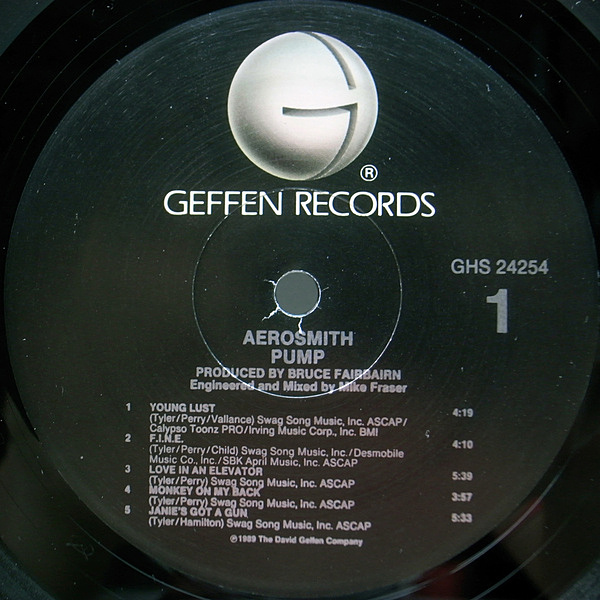 ®
GEFFEN RECORDS
GHS 24254
1
AEROSMITH
PUMP
PRODUCED BY BRUCE FAIRBAIRN
Engineered and Mixed by Mike Fraser
1 YOUNG LUST 4:19
(Tyler/Perry/Vallance) Swag Song Music, Inc. ASCAP/
Calypso Toonz PRO/Irving Music Corp., Inc. BMI
2 F.I.N.E. 4:10
(Tyler/Perry/Child) Swag Song Music, Inc./Desmobile
Music Co., Inc./SBK April Music, Inc. ASCAP
3 LOVE IN AN ELEVATOR 5:39
(Tyler/Perry) Swag Song Music, Inc. ASCAP
4 MONKEY ON MY BACK 3:57
(Tyler/Perry) Swag Song Music, Inc. ASCAP
5 JANIE'S GOT A GUN 5:33
(Tyler/Hamilton) Swag Song Music, Inc. ASCAP
℗1989 The David Geffen Company